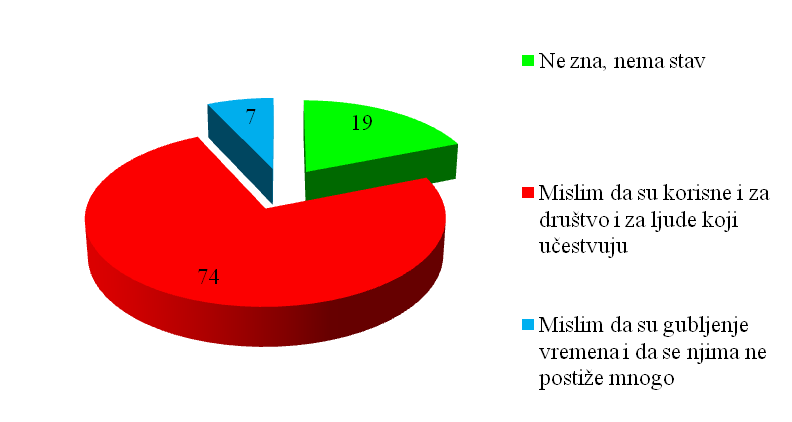 7
19
74
Ne zna, nema stav
Mislim da su korisne i za
društvo i za ljude koji
učestvuju
Mislim da su gubljenje
vremena i da se njima ne
postiže mnogo